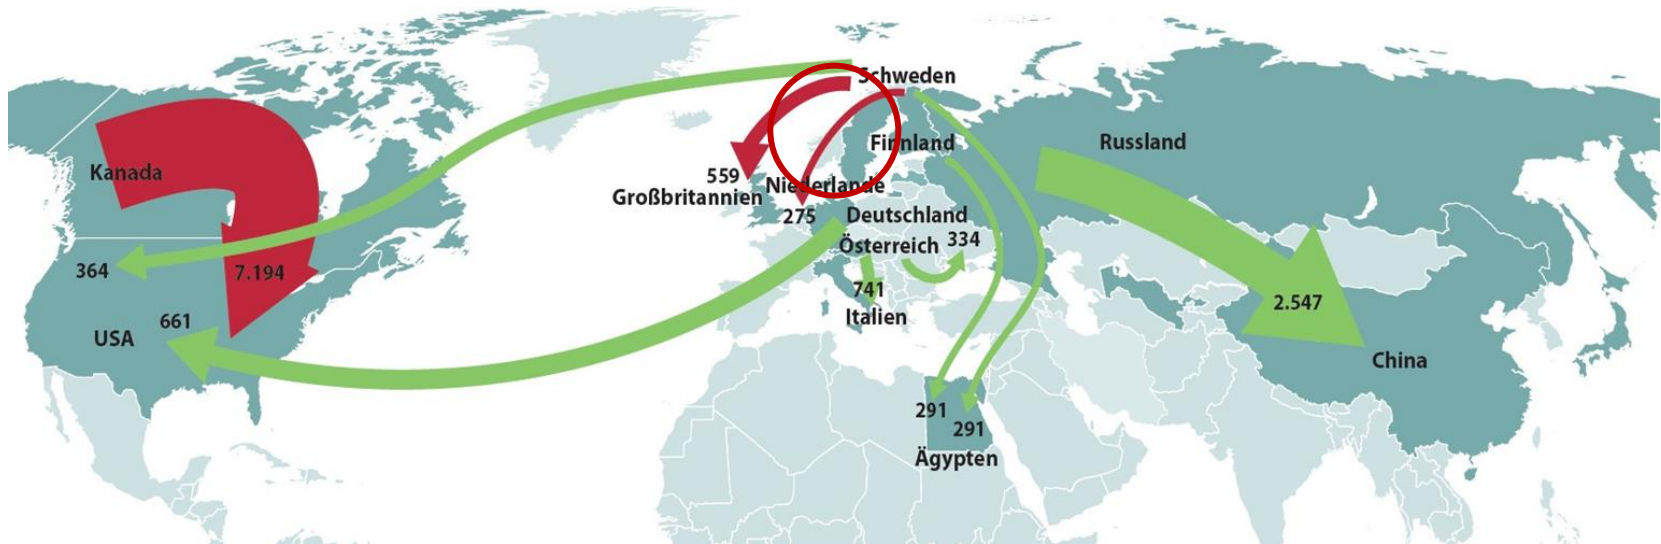 Schweden
Finnland
Russland
Kanada
559
Großbritannien
Niederlande
275
Deutschland
Österreich
334
364
7.194
741
Italien
661
USA
2.547
China
291
291
Ägypten